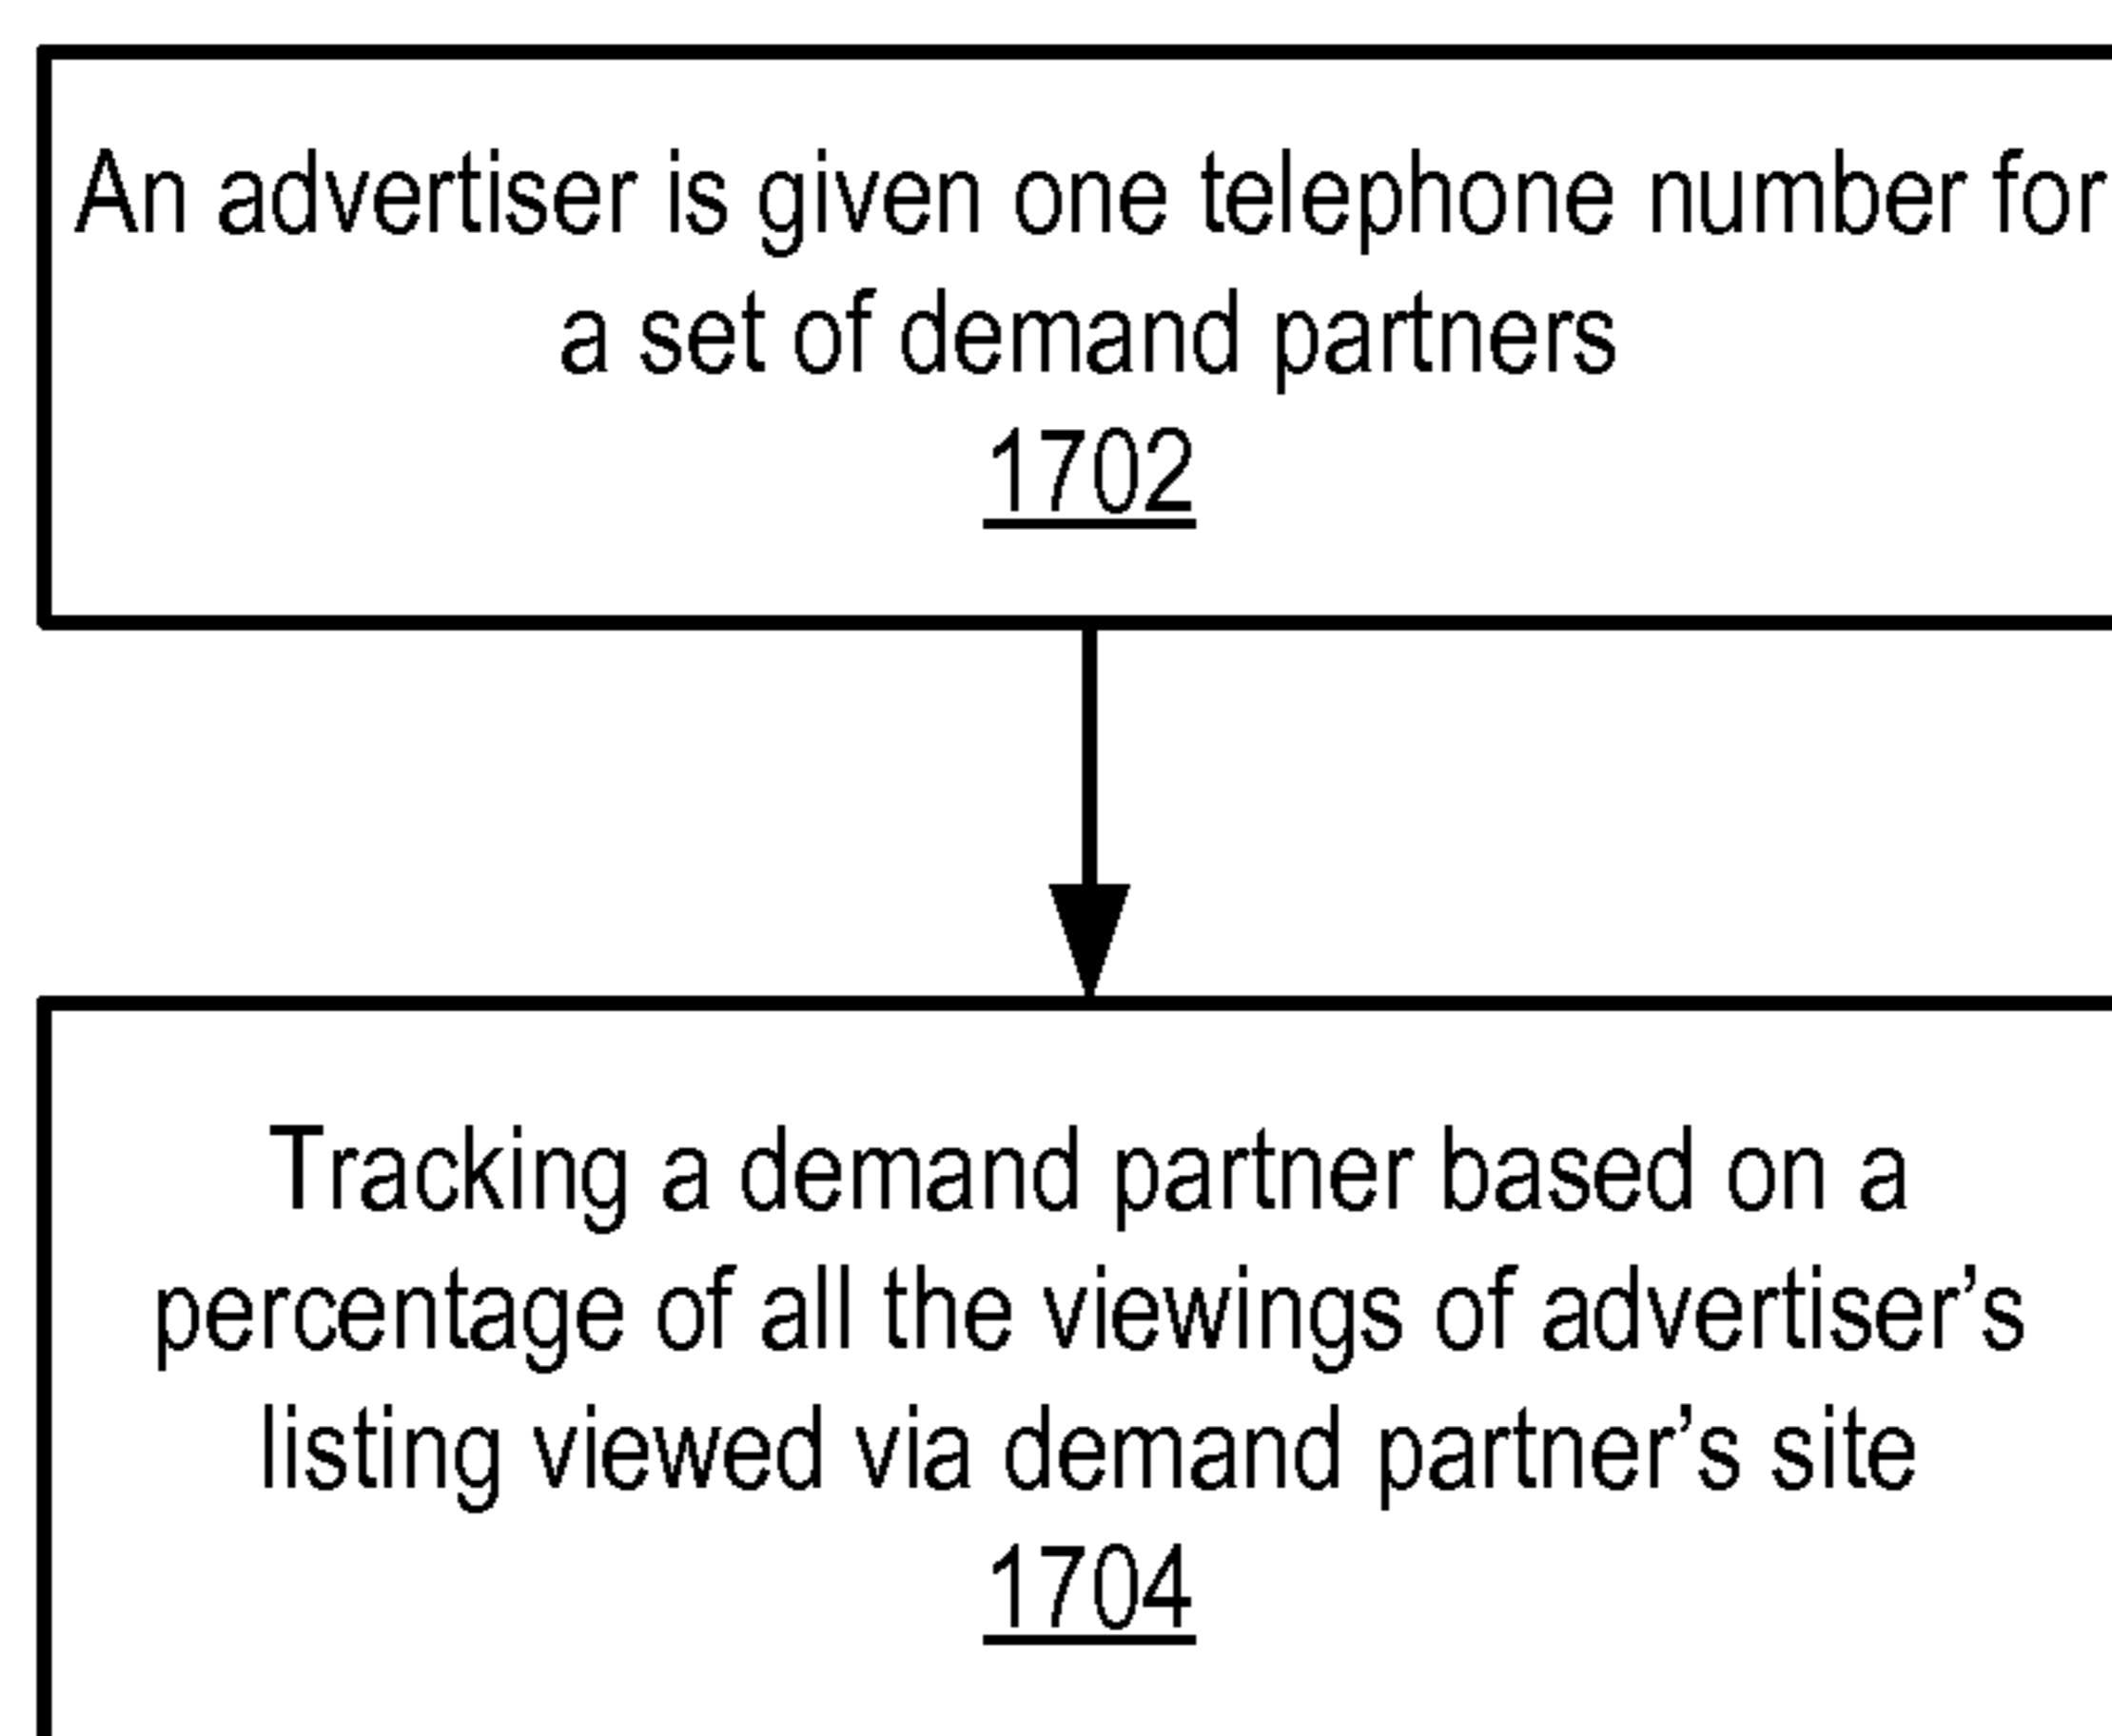 An advertiser is given one telephone number for
a set of demand partners
1702
Tracking a demand partner based on a
percentage of all the viewings of advertiser’s
listing viewed via demand partner’s site
1704